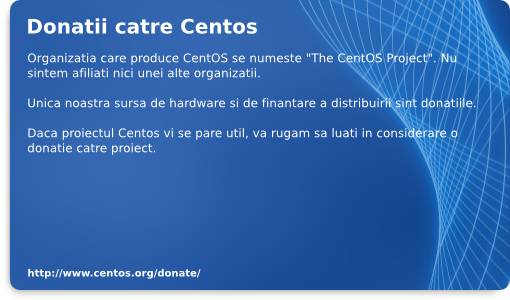 Donatii catre Centos
Organizatia care produce CentOS se numeste "The CentOS Project". Nu
sintem afiliati nici unei alte organizatii.
Unica noastra sursa de hardware si de finantare a distribuirii sint donatiile.
Daca proiectul Centos vi se pare util, va rugam sa luati in considerare o
donatie catre proiect.
http://www.centos.org/donate/